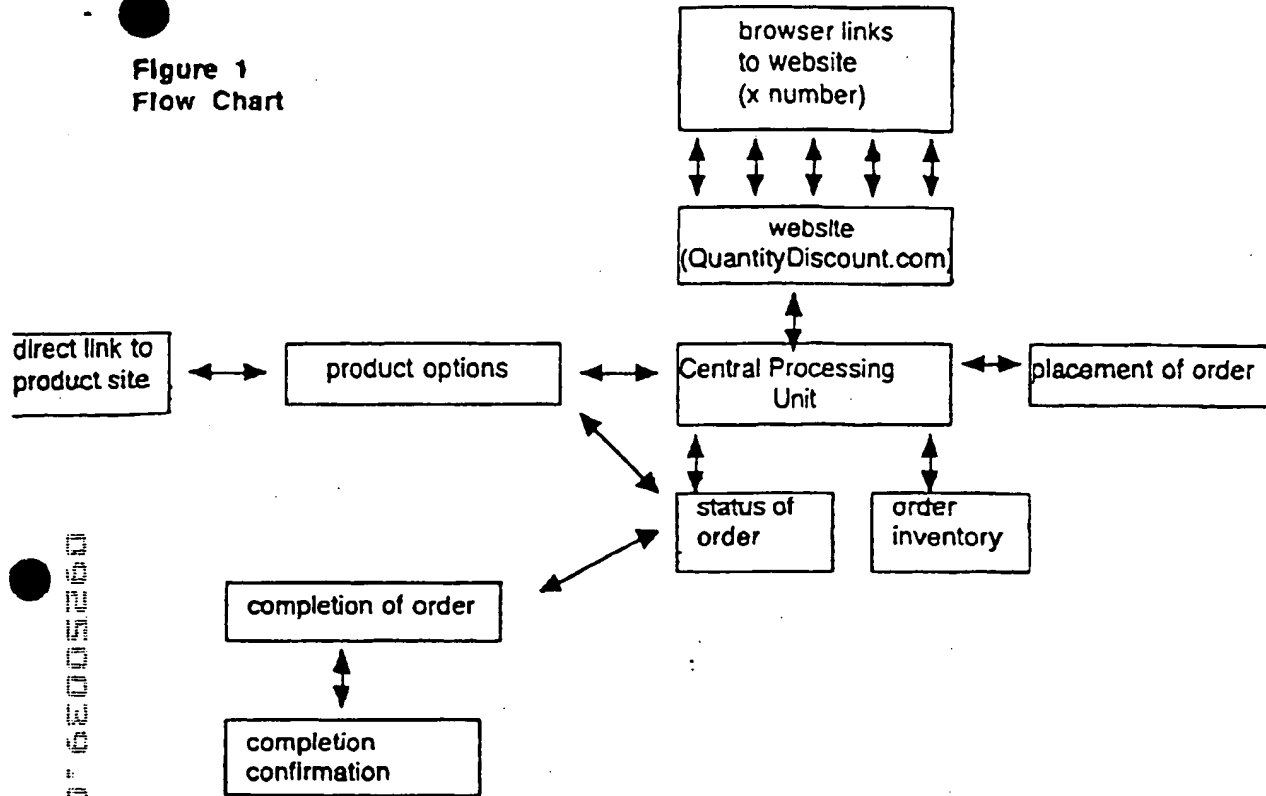 Figure 1
Flow Chart
browser links
to website
(x number)
website
(QuantityDiscount.com)
direct link to
product site
product options
Central Processing
Unit
placement of order
status of
order
order
inventory
completion of order
completion
confirmation